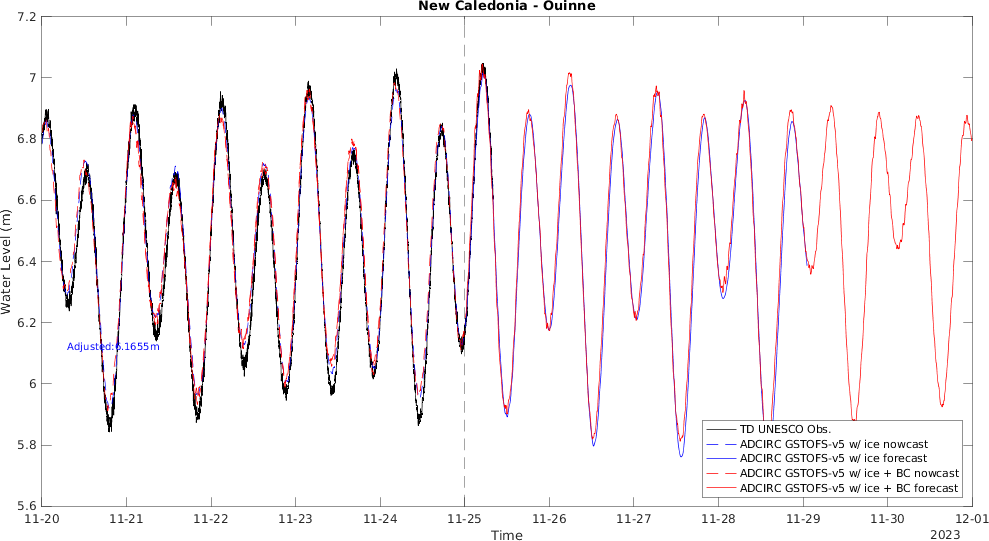 New Caledonia - Ouinne
7.2
7
6.8
6.6
6.4
6.2
6
5.8
5.6
Water Level (m)
Adjusted:6.1655m
TD UNESCO Obs.
ADCIRC GSTOFS-v5 w/ ice nowcast
ADCIRC GSTOFS-v5 w/ ice forecast
ADCIRC GSTOFS-v5 w/ ice + BC nowcast
ADCIRC GSTOFS-v5 w/ ice + BC forecast
11-20 11-21 11-22 11-23 11-24 11-25 11-26 11-27 11-28 11-29 11-30 12-01
Time
2023